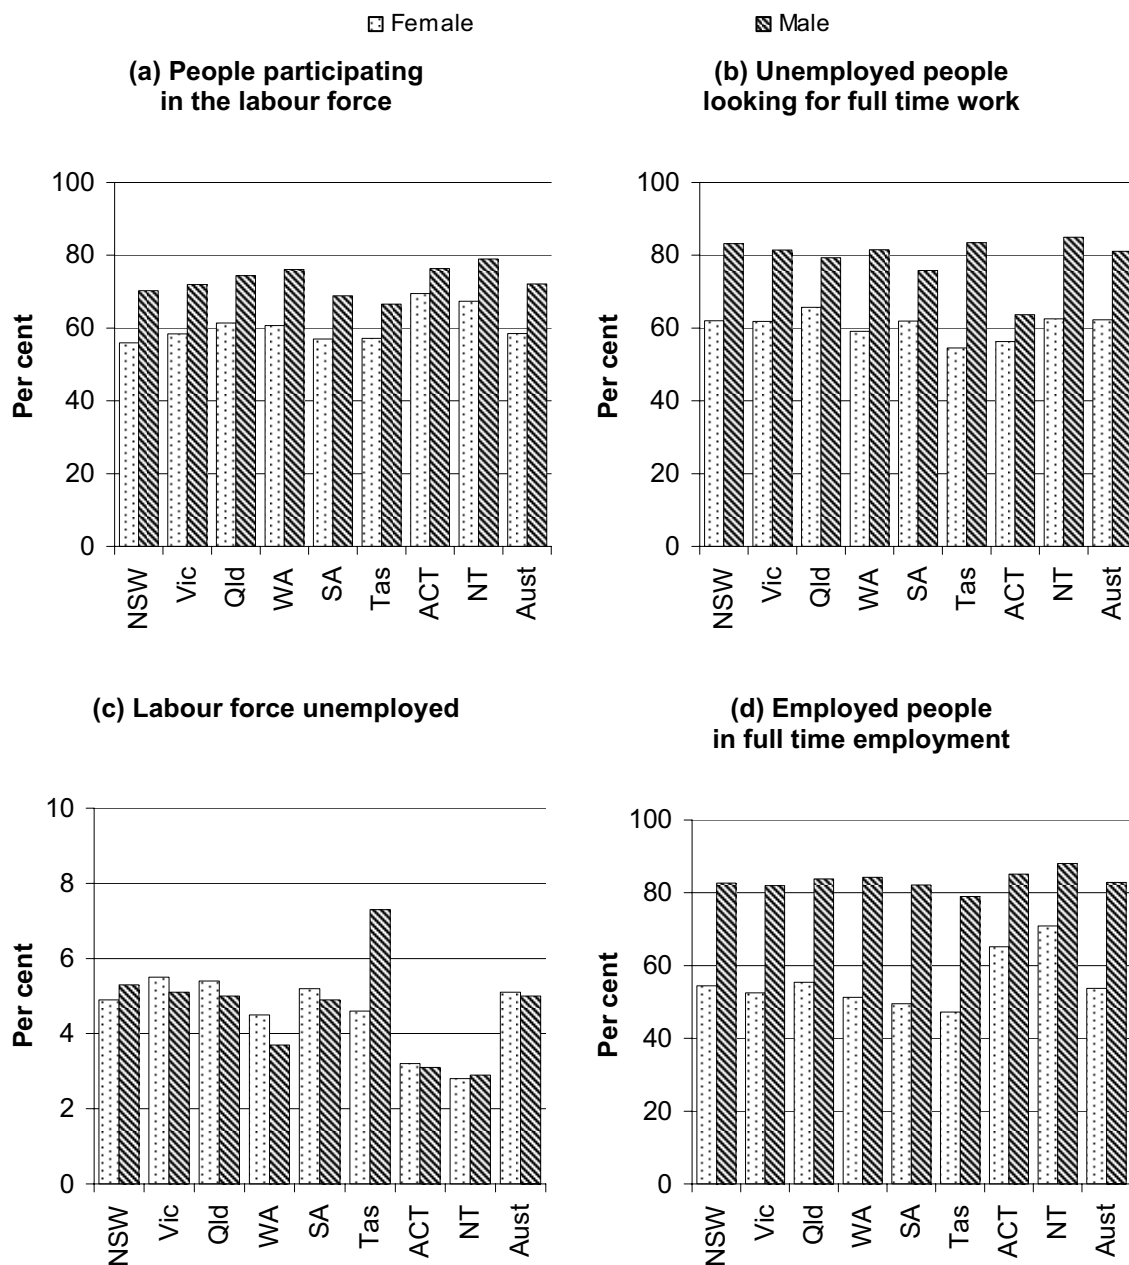 Female Male
(a) People participating
in the labour force
100
80
60
40
20
0
Per cent
NSW Vic Qld WA SA Tas ACT NT Aust
(b) Unemployed people
looking for full time work
100
80
60
40
20
0
Per cent
NSW Vic Qld WA SA Tas ACT NT Aust
(c) Labour force unemployed
10
8
6
4
2
0
Per cent
NSW Vic Qld WA SA Tas ACT NT Aust
(d) Employed people
in full time employment
100
80
60
40
20
0
Per cent
NSW Vic Qld WA SA Tas ACT NT Aust